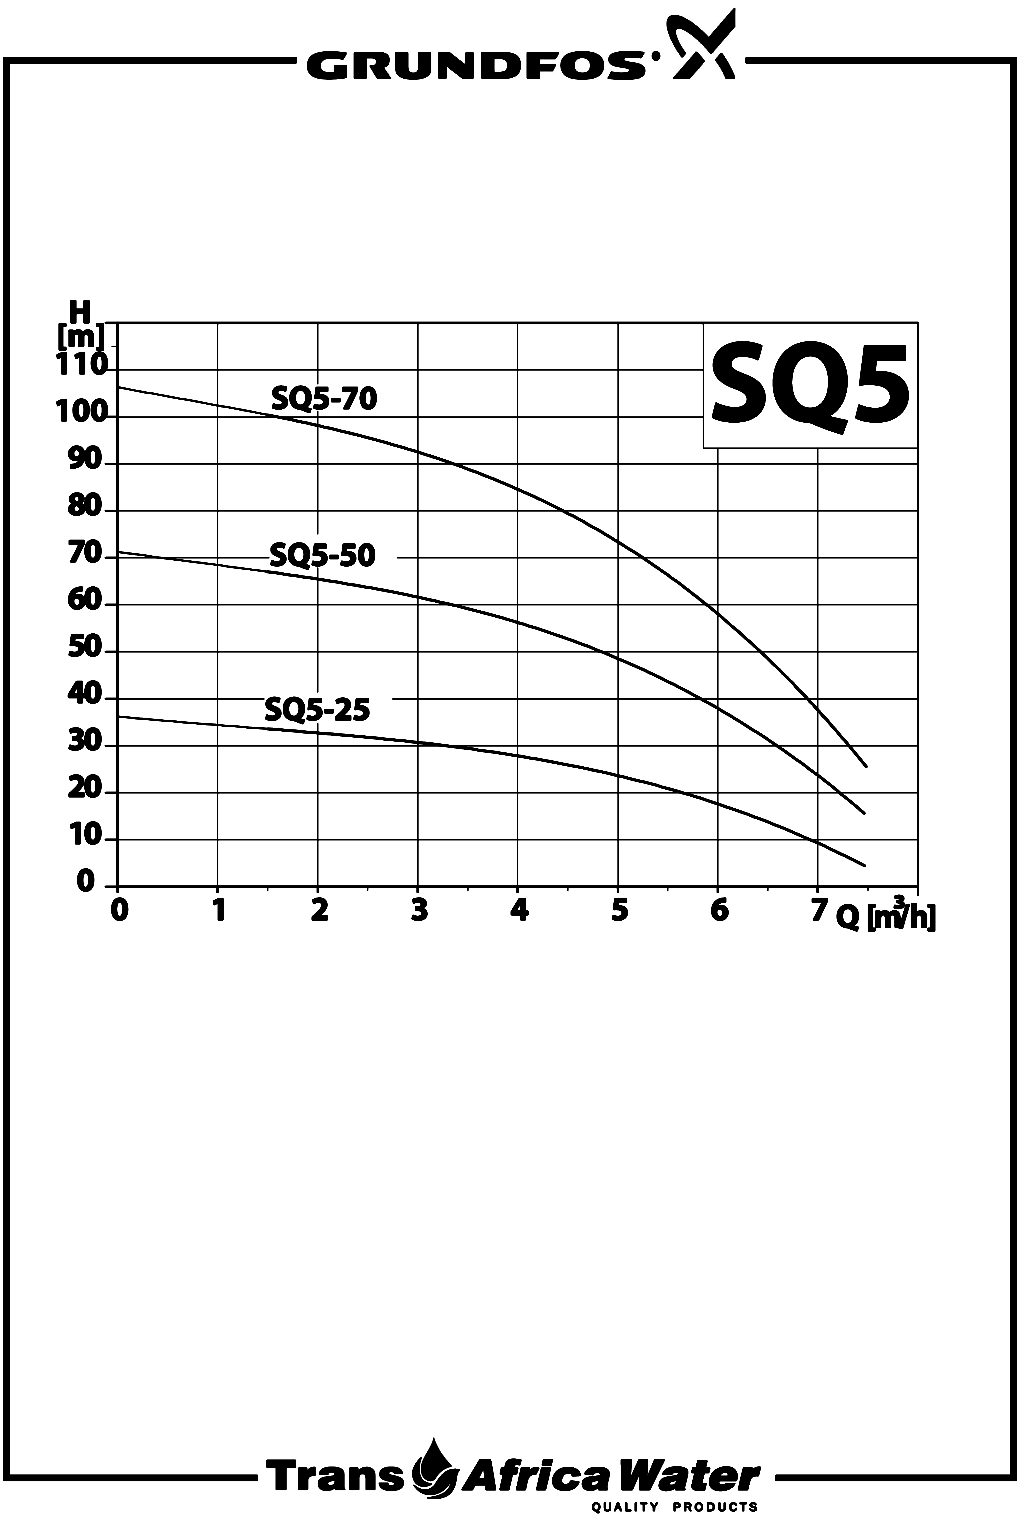 GRUNDFOS
H
[m]
110
100
90
80
70
60
50
40
30
20
10
0
SQ5
SQ5-70
SQ5-50
SQ5-25
0 1 2 3 4 5 6 7 Q [m³/h]
Trans Africa Water
QUALITY PRODUCTS